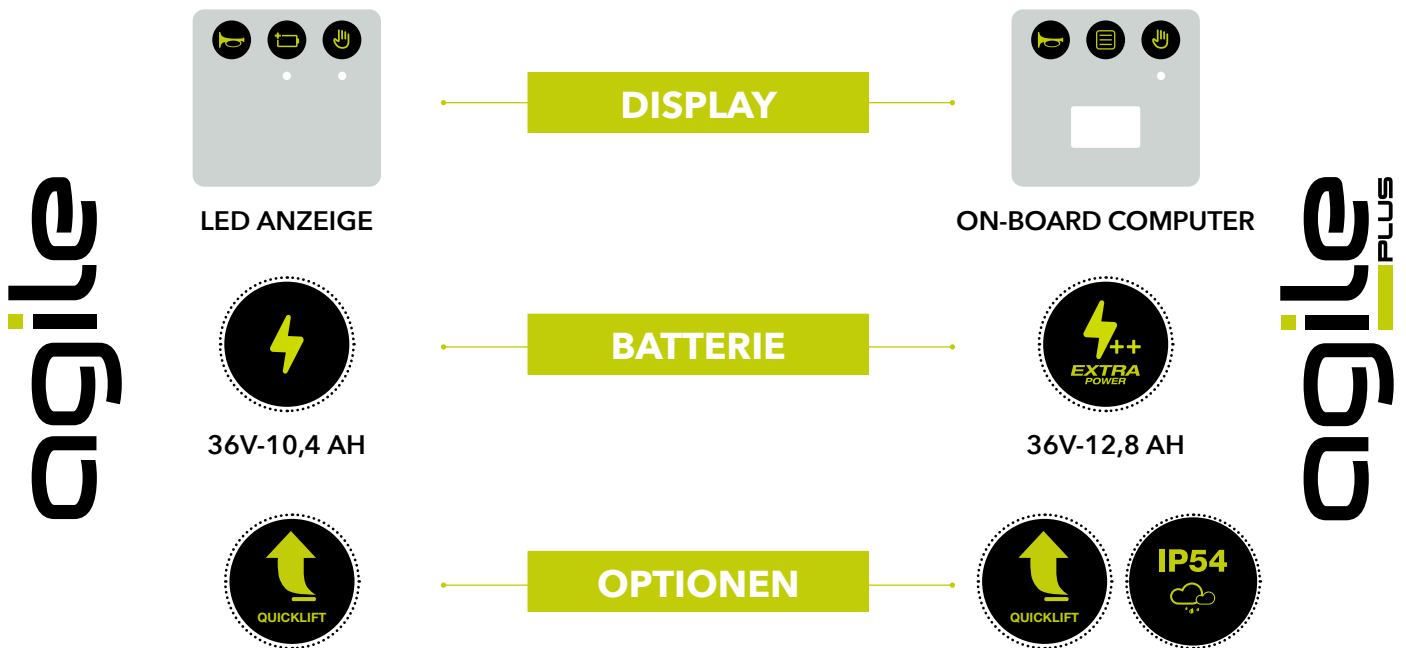 agile
DISPLAY
LED ANZEIGE
ON-BOARD COMPUTER
agile PLUS
BATTERIE
++
EXTRA
POWER
36V-10,4 AH
36V-12,8 AH
OPTIONEN
QUICKLIFT
QUICKLIFT
IP54